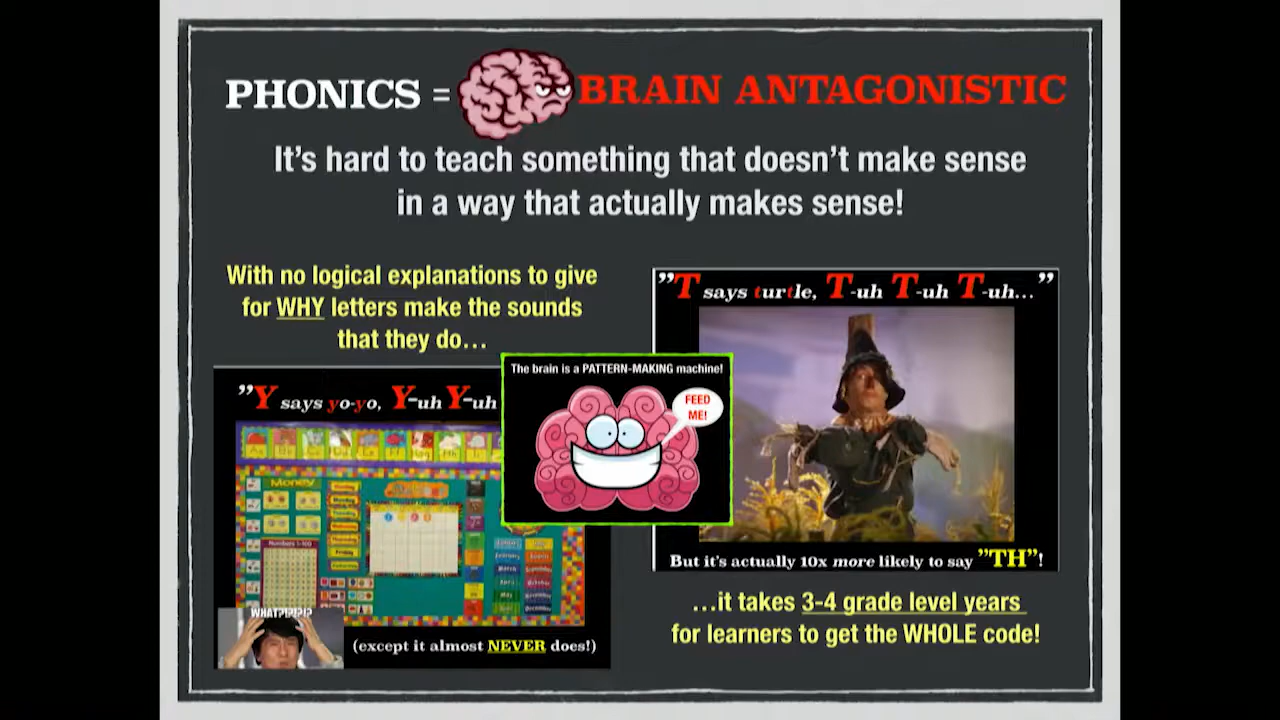 PHONICS = BRAIN ANTAGONISTIC
It's hard to teach something that doesn't make sense
in a way that actually makes sense!
With no logical explanations to give
for WHY letters make the sounds
that they do…
"Y says yo-yo, Y-uh Y-uh
Money
Numbers 1-100
WHAT?!?!?!?
(except it almost NEVER does!)
The brain is a PATTERN-MAKING machine!
FEED
ME!
"T says turtle, T-uh T-uh T-uh…"
But it's actually 10x more likely to say "TH"!
…it takes 3-4 grade level years
for learners to get the WHOLE code!